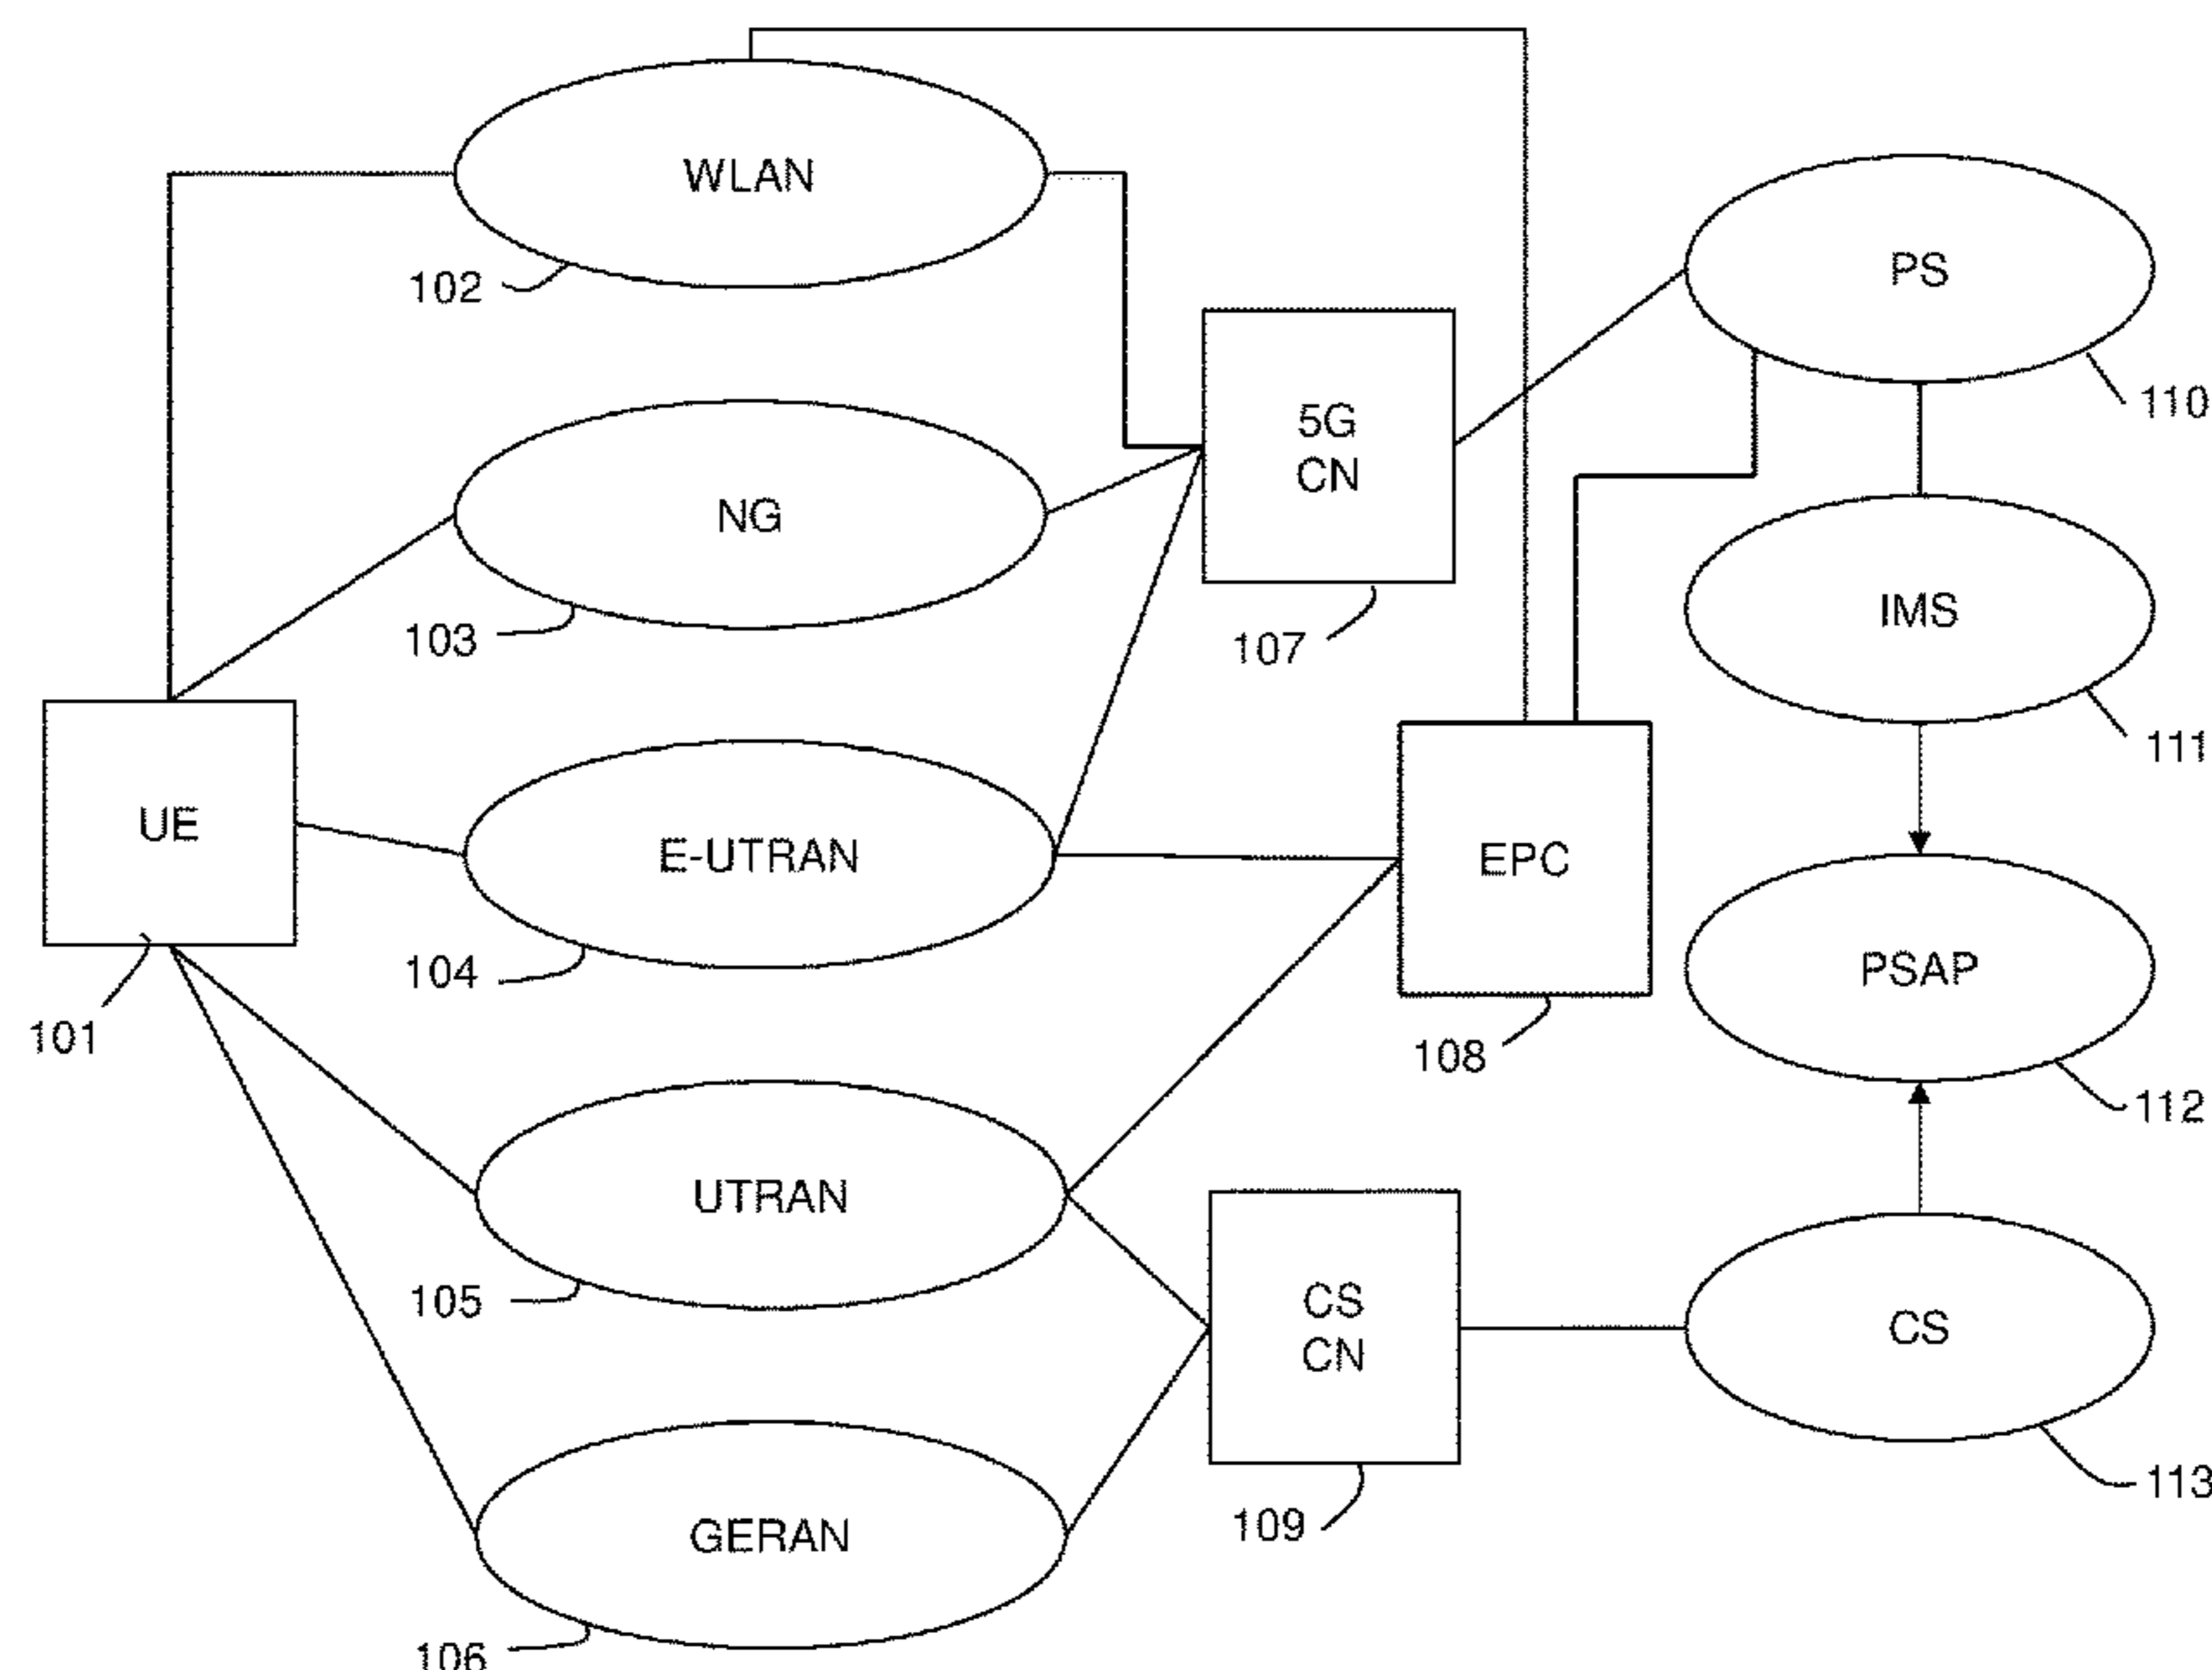 WLAN
102
PS
110
5G
CN
107
NG
103
IMS
111
UE
101
E-UTRAN
104
EPC
108
PSAP
112
UTRAN
105
CS
CN
109
CS
113
GERAN
106